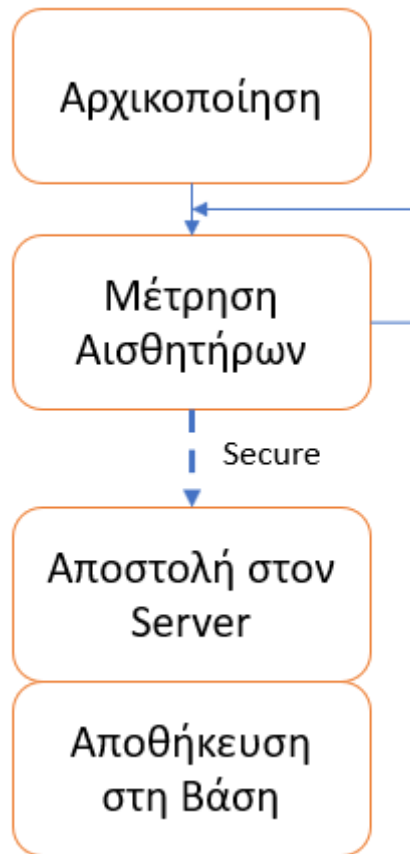 Αρχικοποίηση
Μέτρηση
Αισθητήρων
Secure
Αποστολή στον
Server
Αποθήκευση
στη Βάση